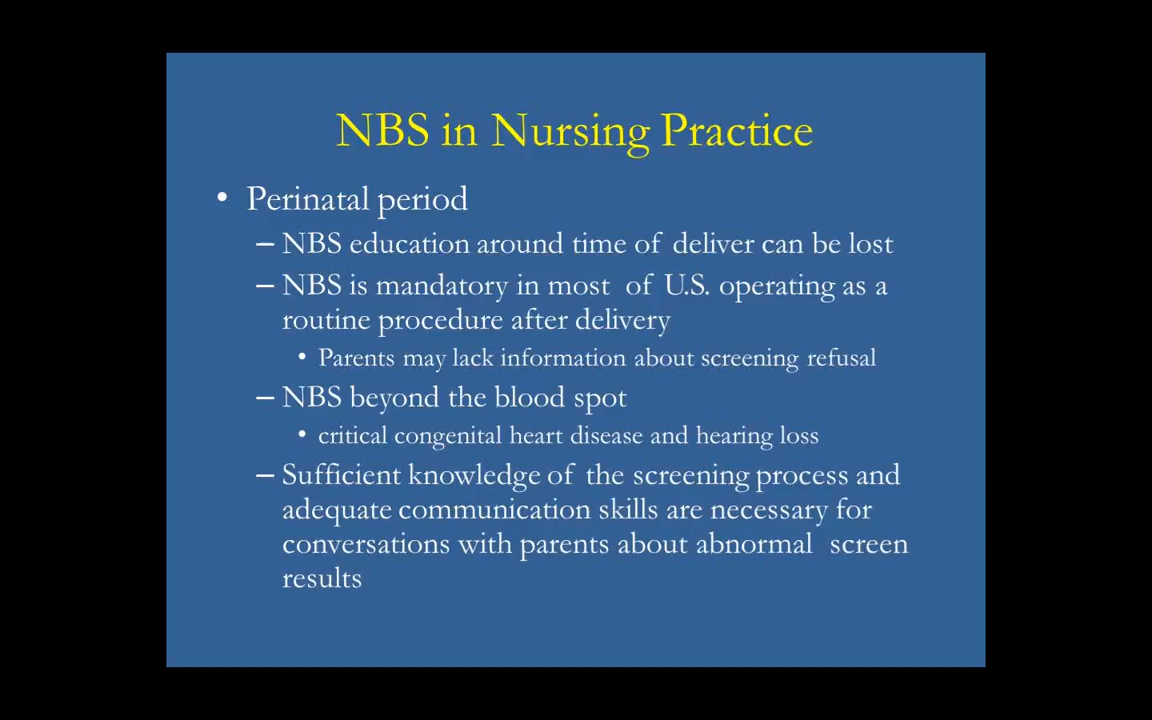 NBS in Nursing Practice
• Perinatal period
– NBS education around time of deliver can be lost
– NBS is mandatory in most of U.S. operating as a
routine procedure after delivery
• Parents may lack information about screening refusal
– NBS beyond the blood spot
• critical congenital heart disease and hearing loss
– Sufficient knowledge of the screening process and
adequate communication skills are necessary for
conversations with parents about abnormal screen
results